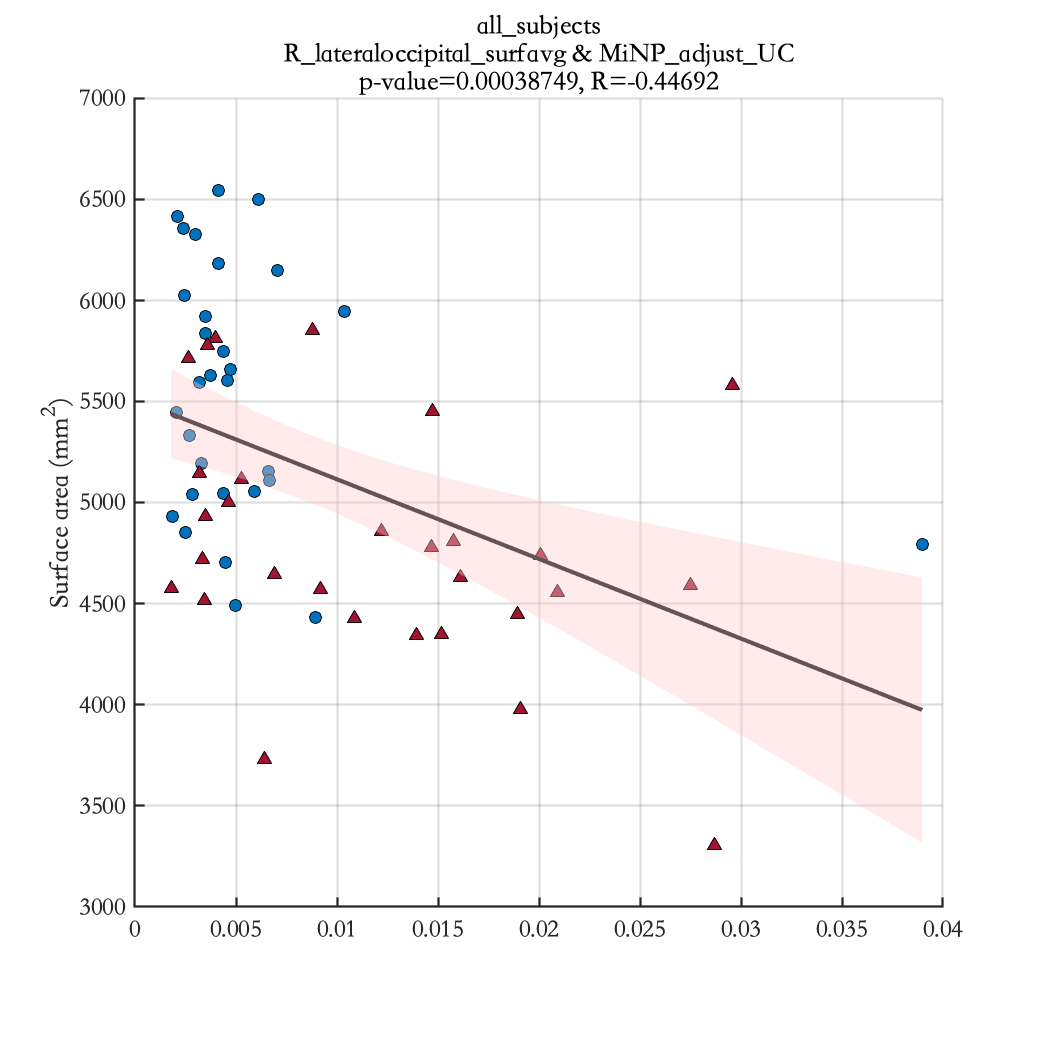 all_subjects
R_lateraloccipital_surfavg & MiNP_adjust_UC
p-value=0.00038749, R=-0.44692
7000
6500
6000
5500
5000
4500
4000
3500
3000
Surface area (mm²)
0 0.005 0.01 0.015 0.02 0.025 0.03 0.035 0.04